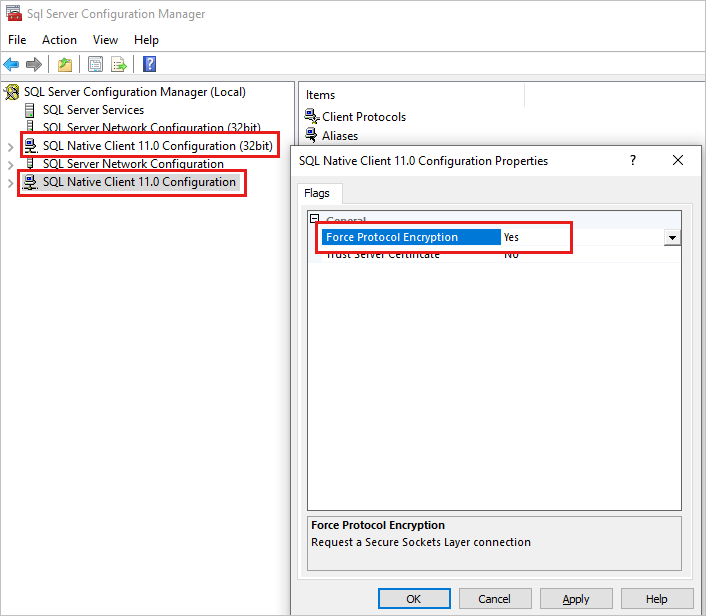 Sql Server Configuration Manager
File Action View Help
SQL Server Configuration Manager (Local)
SQL Server Services
SQL Server Network Configuration (32bit)
SQL Native Client 11.0 Configuration (32bit)
SQL Server Network Configuration
SQL Native Client 11.0 Configuration
Items
Client Protocols
Aliases
SQL Native Client 11.0 Configuration Properties
Flags
General
Force Protocol Encryption Yes
Trust Server Certificate No
Force Protocol Encryption
Request a Secure Sockets Layer connection
OK Cancel Apply Help